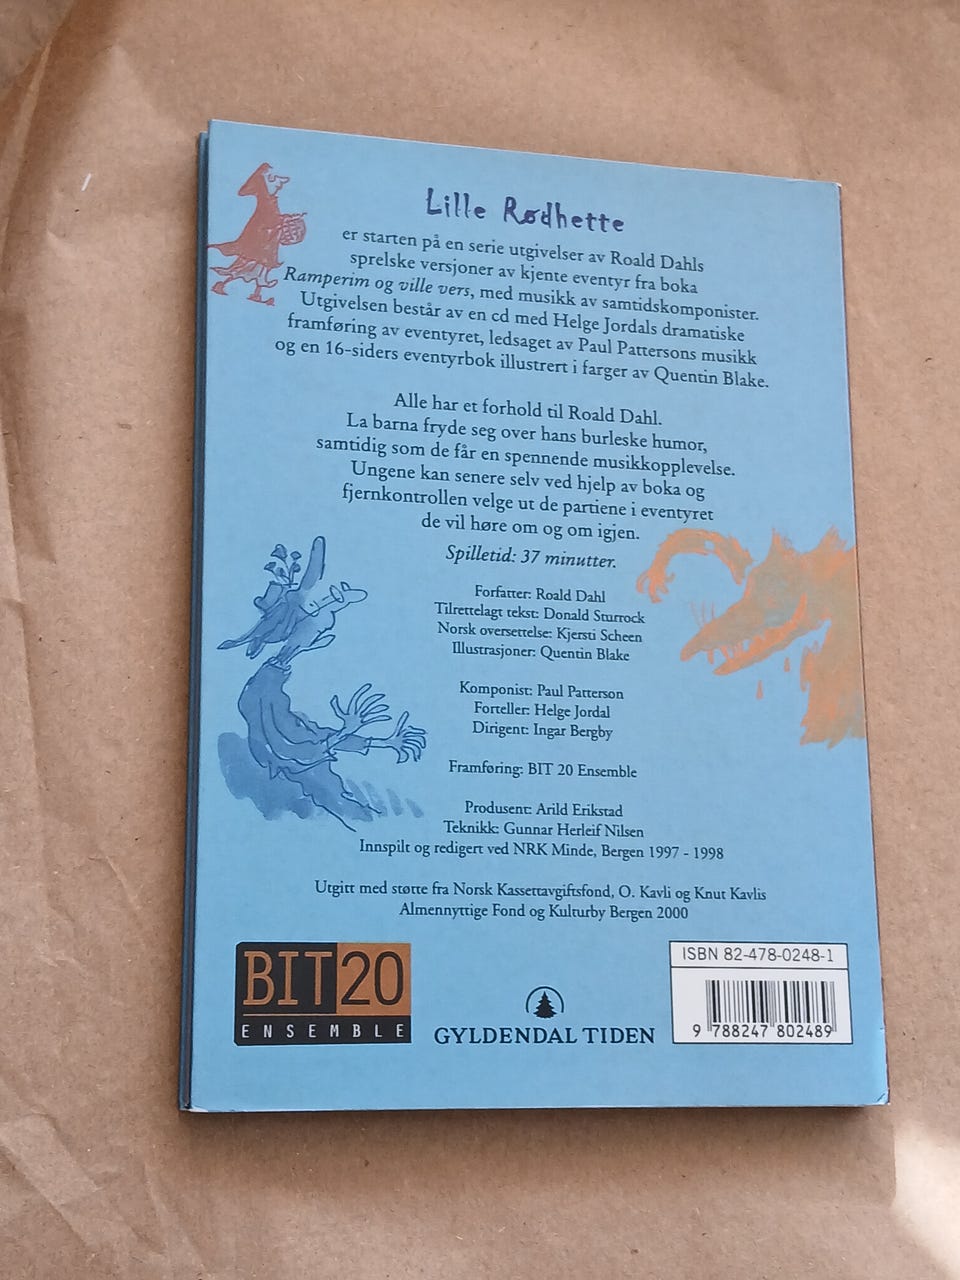 Lille Rødhette
er starten på en serie utgivelser av Roald Dahls
sprelske versjoner av kjente eventyr fra boka
Ramperim og ville vers, med musikk av samtidskomponister.
Utgivelsen består av en cd med Helge Jordals dramatiske
framføring av eventyret, ledsaget av Paul Pattersons musikk
og en 16-siders eventyrbok illustrert i farger av Quentin Blake.
Alle har et forhold til Roald Dahl.
La barna fryde seg over hans burleske humor,
samtidig som de får en spennende musikkopplevelse.
Ungene kan senere selv ved hjelp av boka og
fjernkontrollen velge ut de partiene i eventyret
de vil høre om og om igjen.
Spilletid: 37 minutter.
Forfatter: Roald Dahl
Tilrettelagt tekst: Donald Sturrock
Norsk oversettelse: Kjersti Scheen
Illustrasjoner: Quentin Blake
Komponist: Paul Patterson
Forteller: Helge Jordal
Dirigent: Ingar Bergby
Framføring: BIT 20 Ensemble
Produsent: Arild Erikstad
Teknikk: Gunnar Herleif Nilsen
Innspilt og redigert ved NRK Minde, Bergen 1997 - 1998
Utgitt med støtte fra Norsk Kassettavgiftsfond, O. Kavli og Knut Kavlis
Almennyttige Fond og Kulturby Bergen 2000
BIT20
ENSEMBLE
GYLDENDAL TIDEN
ISBN 82-478-0248-1
9 788247 802489